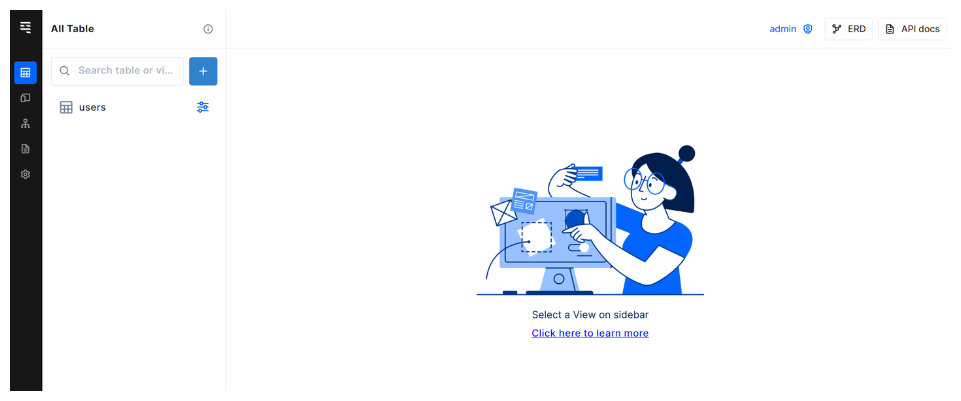 All Table
admin
ERD
API docs
Search table or vi...
users
Select a View on sidebar
Click here to learn more